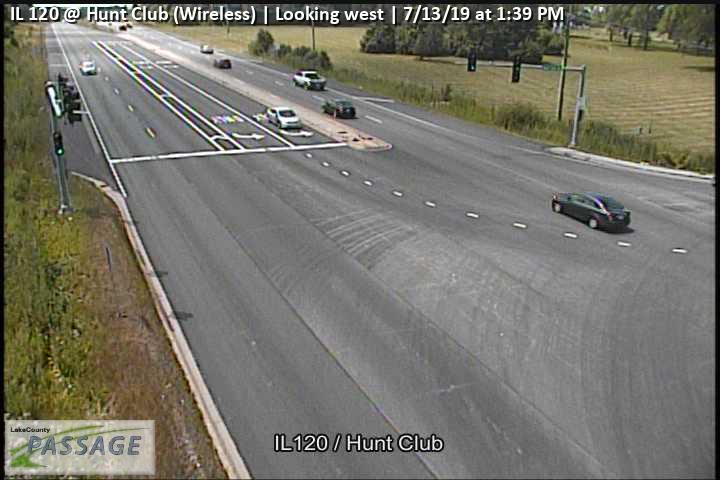 IL 120 @ Hunt Club (Wireless) | Looking west | 7/13/19 at 1:39 PM
LakeCounty
PASSAGE
IL120 / Hunt Club